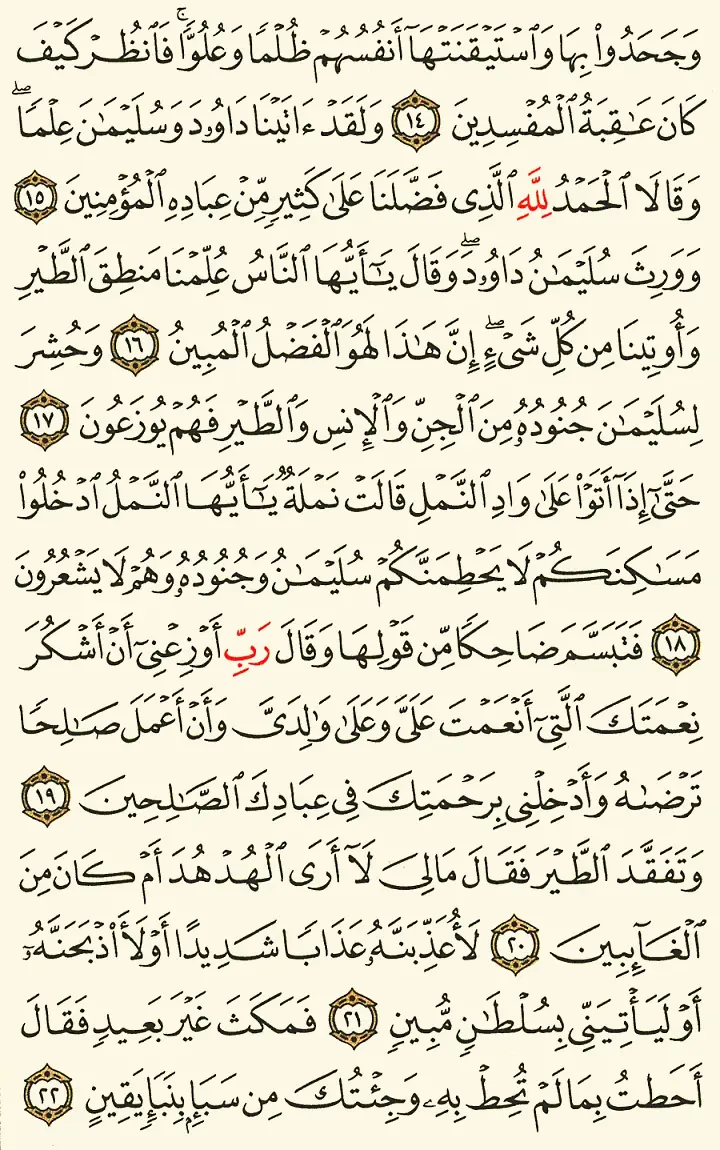 وَجَحَدُوا۟ بِهَا وَٱسْتَيْقَنَتْهَآ أَنفُسُهُمْ ظُلْمًا وَعُلُوًّا ۚ فَٱنظُرْ كَيْفَ
كَانَ عَـٰقِبَةُ ٱلْمُفْسِدِينَ ١٤ وَلَقَدْ ءَاتَيْنَا دَاوُۥدَ وَسُلَيْمَـٰنَ عِلْمًا ۖ
وَقَالَا ٱلْحَمْدُ لِلَّهِ ٱلَّذِى فَضَّلَنَا عَلَىٰ كَثِيرٍ مِّنْ عِبَادِهِ ٱلْمُؤْمِنِينَ ١٥
وَوَرِثَ سُلَيْمَـٰنُ دَاوُۥدَ ۖ وَقَالَ يَـٰٓأَيُّهَا ٱلنَّاسُ عُلِّمْنَا مَنطِقَ ٱلطَّيْرِ
وَأُوتِينَا مِن كُلِّ شَىْءٍ ۖ إِنَّ هَـٰذَا لَهُوَ ٱلْفَضْلُ ٱلْمُبِينُ ١٦ وَحُشِرَ
لِسُلَيْمَـٰنَ جُنُودُهُۥ مِنَ ٱلْجِنِّ وَٱلْإِنسِ وَٱلطَّيْرِ فَهُمْ يُوزَعُونَ ١٧
حَتَّىٰٓ إِذَآ أَتَوْا۟ عَلَىٰ وَادِ ٱلنَّمْلِ قَالَتْ نَمْلَةٌ يَـٰٓأَيُّهَا ٱلنَّمْلُ ٱدْخُلُوا۟
مَسَـٰكِنَكُمْ لَا يَحْطِمَنَّكُمْ سُلَيْمَـٰنُ وَجُنُودُهُۥ وَهُمْ لَا يَشْعُرُونَ
١٨ فَتَبَسَّمَ ضَاحِكًا مِّن قَوْلِهَا وَقَالَ رَبِّ أَوْزِعْنِىٓ أَنْ أَشْكُرَ
نِعْمَتَكَ ٱلَّتِىٓ أَنْعَمْتَ عَلَىَّ وَعَلَىٰ وَٰلِدَىَّ وَأَنْ أَعْمَلَ صَـٰلِحًا
تَرْضَىٰهُ وَأَدْخِلْنِى بِرَحْمَتِكَ فِى عِبَادِكَ ٱلصَّـٰلِحِينَ ١٩
وَتَفَقَّدَ ٱلطَّيْرَ فَقَالَ مَالِىَ لَآ أَرَى ٱلْهُدْهُدَ أَمْ كَانَ مِنَ
ٱلْغَآئِبِينَ ٢٠ لَأُعَذِّبَنَّهُۥ عَذَابًا شَدِيدًا أَوْ لَأَا۟ذْبَحَنَّهُۥٓ
أَوْ لَيَأْتِيَنِّى بِسُلْطَـٰنٍ مُّبِينٍ ٢١ فَمَكَثَ غَيْرَ بَعِيدٍ فَقَالَ
أَحَطتُ بِمَا لَمْ تُحِطْ بِهِۦ وَجِئْتُكَ مِن سَبَإٍۭ بِنَبَإٍ يَقِينٍ ٢٢